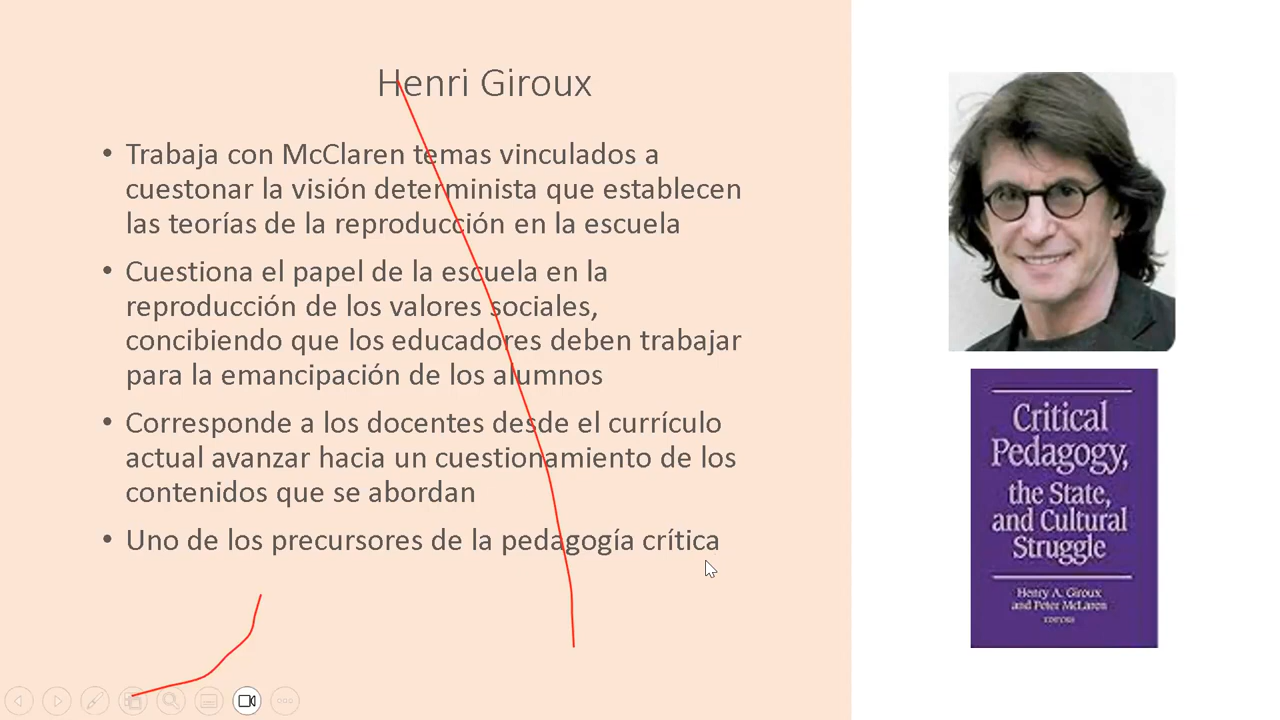 Henri Giroux
• Trabaja con McClaren temas vinculados a
cuestonar la visión determinista que establecen
las teorías de la reproducción en la escuela
• Cuestiona el papel de la escuela en la
reproducción de los valores sociales,
concibiendo que los educadores deben trabajar
para la emancipación de los alumnos
• Corresponde a los docentes desde el currículo
actual avanzar hacia un cuestionamiento de los
contenidos que se abordan
• Uno de los precursores de la pedagogía crítica
Critical
Pedagogy,
the State,
and Cultural
Struggle
Henry A. Giroux
and Peter McLaren
EDITORS